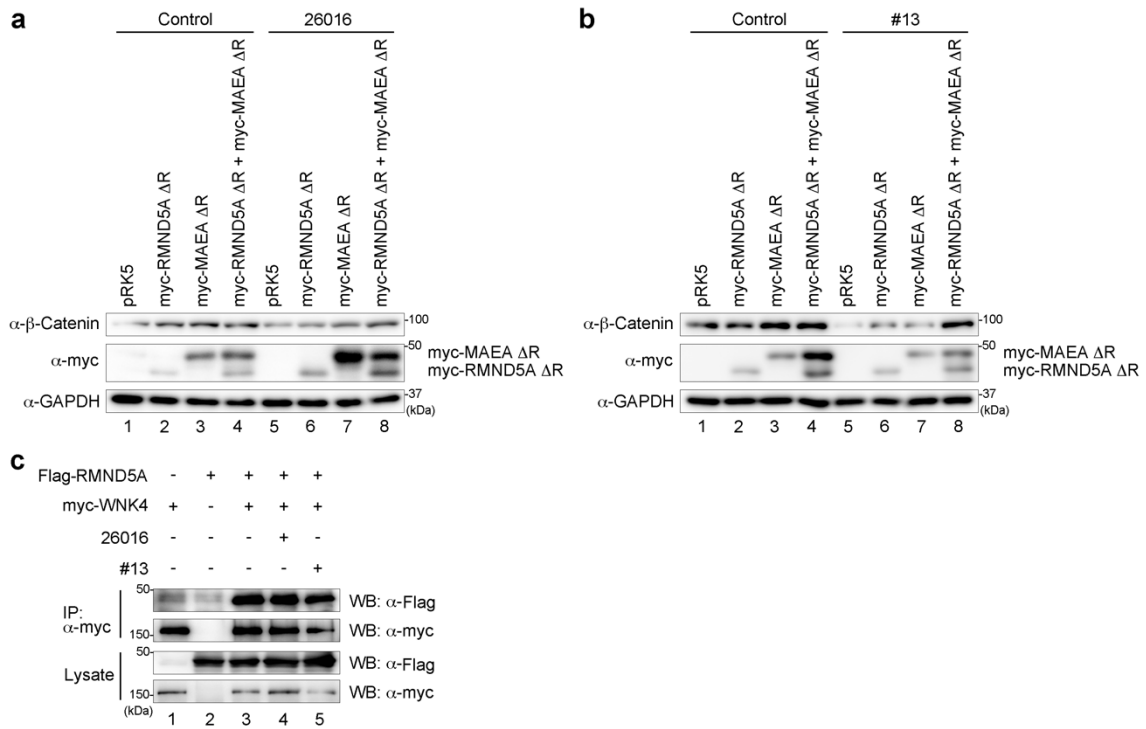 a
Control
26016
pRK5
myc-RMND5A ΔR
myc-MAEA ΔR
myc-RMND5A ΔR + myc-MAEA ΔR
pRK5
myc-RMND5A ΔR
myc-MAEA ΔR
myc-RMND5A ΔR + myc-MAEA ΔR
α-β-Catenin
100
α-myc
50
myc-MAEA ΔR
myc-RMND5A ΔR
α-GAPDH
37
(kDa)
1 2 3 4 5 6 7 8
b
Control
#13
pRK5
myc-RMND5A ΔR
myc-MAEA ΔR
myc-RMND5A ΔR + myc-MAEA ΔR
pRK5
myc-RMND5A ΔR
myc-MAEA ΔR
myc-RMND5A ΔR + myc-MAEA ΔR
α-β-Catenin
100
α-myc
50
myc-MAEA ΔR
myc-RMND5A ΔR
α-GAPDH
37
(kDa)
1 2 3 4 5 6 7 8
c
Flag-RMND5A - + + + +
myc-WNK4 + - + + +
26016 - - - + -
#13 - - - - +
IP:
α-myc
50
WB: α-Flag
150
WB: α-myc
Lysate
50
WB: α-Flag
150
WB: α-myc
(kDa)
1 2 3 4 5